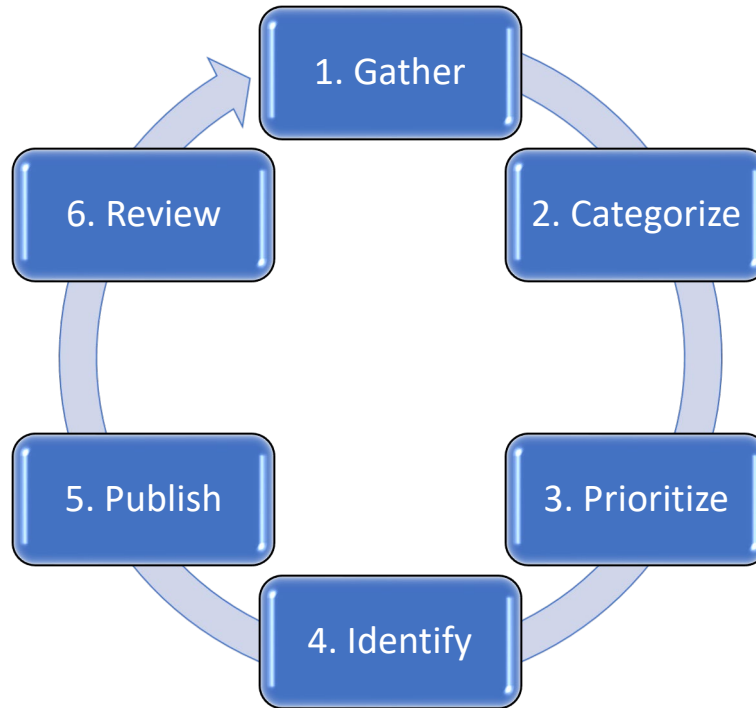 1. Gather
2. Categorize
3. Prioritize
4. Identify
5. Publish
6. Review